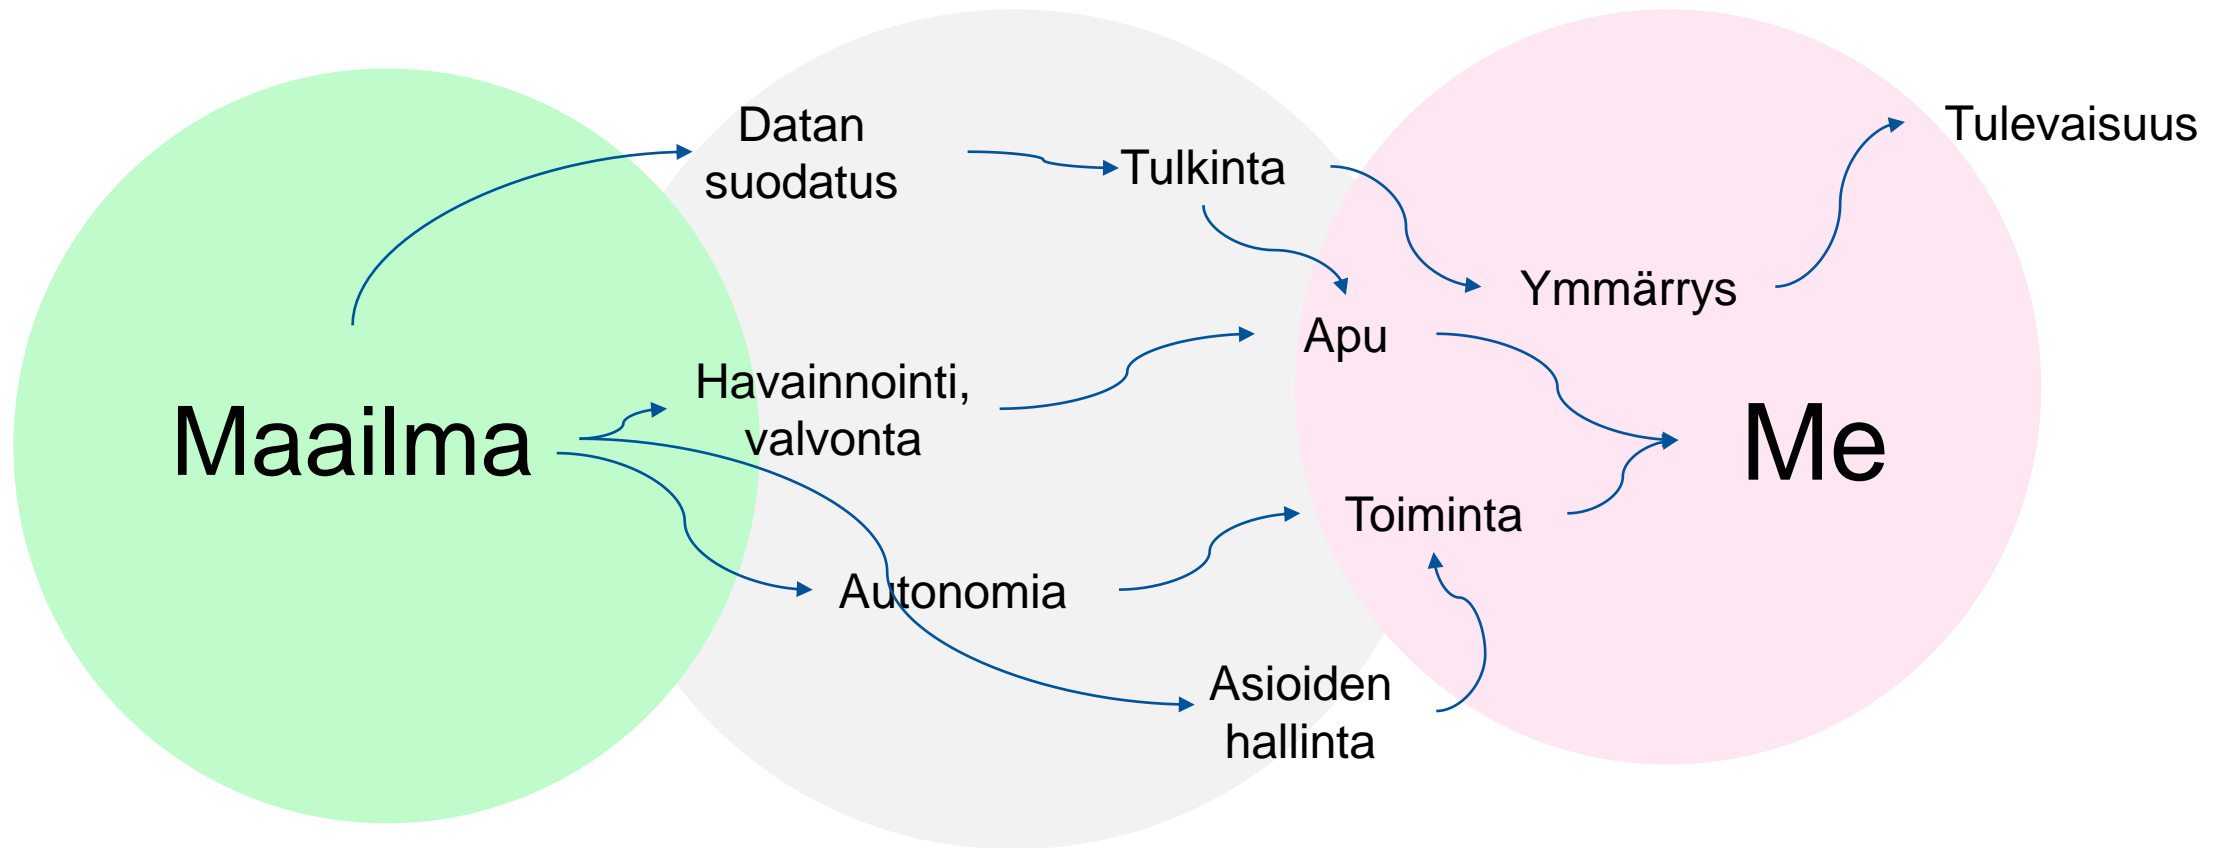 Datan
suodatus
Tulkinta
Tulevaisuus
Ymmärrys
Apu
Havainnointi,
valvonta
Maailma
Me
Toiminta
Autonomia
Asioiden
hallinta